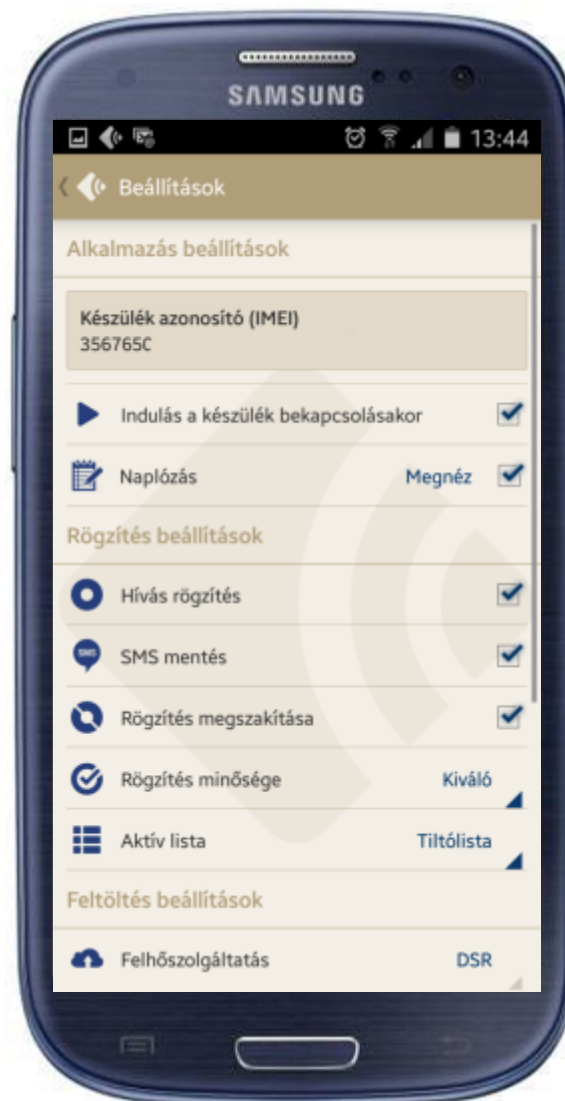 SAMSUNG
13:44
Beállítások
Alkalmazás beállítások
Készülék azonosító (IMEI)
356765C
Indulás a készülék bekapcsolásakor
Naplózás Megnéz
Rögzítés beállítások
Hívás rögzítés
SMS
SMS mentés
Rögzítés megszakítása
Rögzítés minősége Kiváló
Aktív lista Tiltólista
Feltöltés beállítások
Felhőszolgáltatás DSR